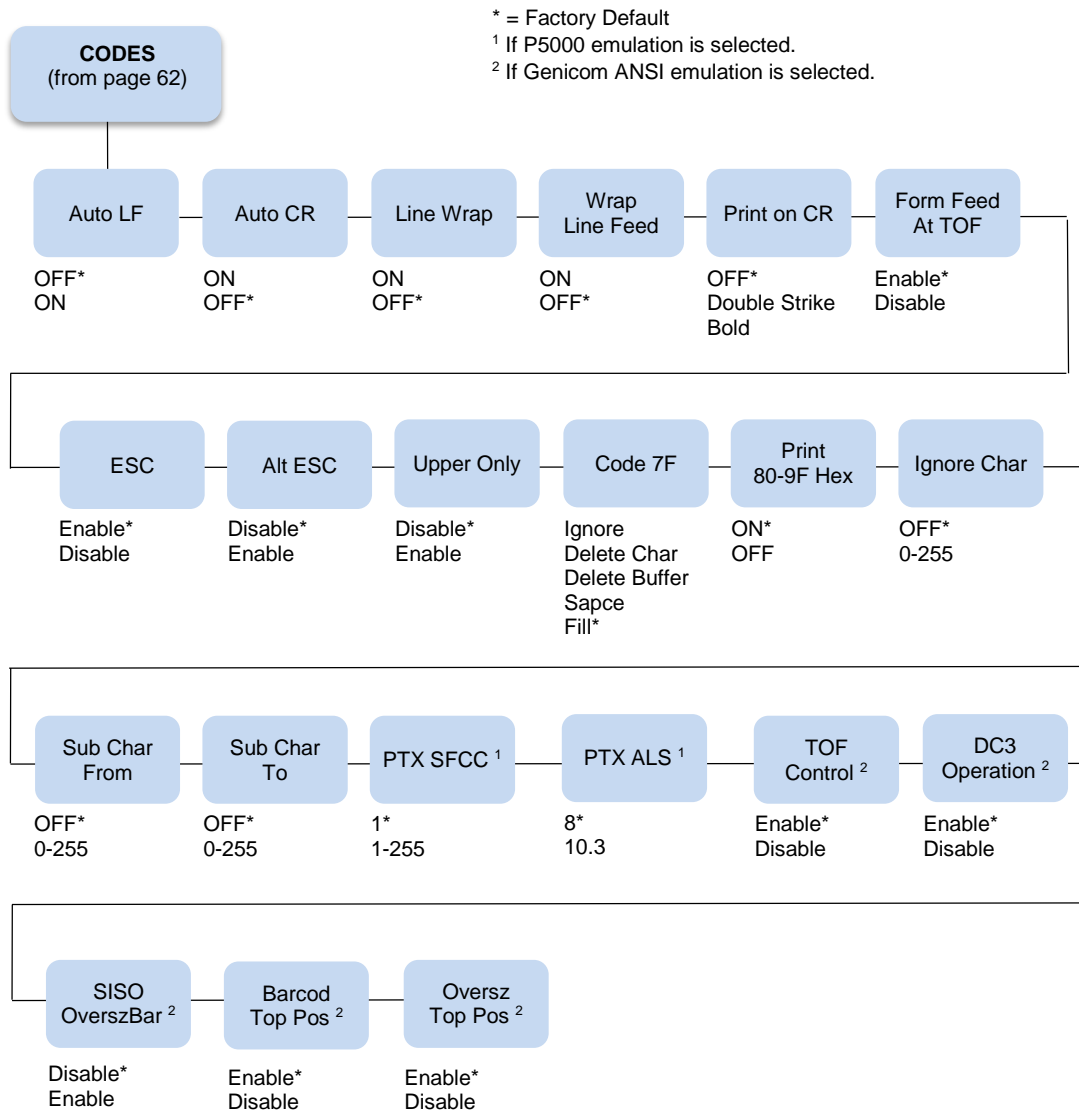 * = Factory Default
¹ If P5000 emulation is selected.
² If Genicom ANSI emulation is selected.
CODES
(from page 62)
Auto LF
OFF*
ON
Auto CR
ON
OFF*
Line Wrap
ON
OFF*
Wrap
Line Feed
ON
OFF*
Print on CR
OFF*
Double Strike
Bold
Form Feed
At TOF
Enable*
Disable
ESC
Enable*
Disable
Alt ESC
Disable*
Enable
Upper Only
Disable*
Enable
Code 7F
Ignore
Delete Char
Delete Buffer
Sapce
Fill*
Print
80-9F Hex
ON*
OFF
Ignore Char
OFF*
0-255
Sub Char
From
OFF*
0-255
Sub Char
To
OFF*
0-255
PTX SFCC ¹
1*
1-255
PTX ALS ¹
8*
10.3
TOF
Control ²
Enable*
Disable
DC3
Operation ²
Enable*
Disable
SISO
OverszBar ²
Disable*
Enable
Barcod
Top Pos ²
Enable*
Disable
Oversz
Top Pos ²
Enable*
Disable